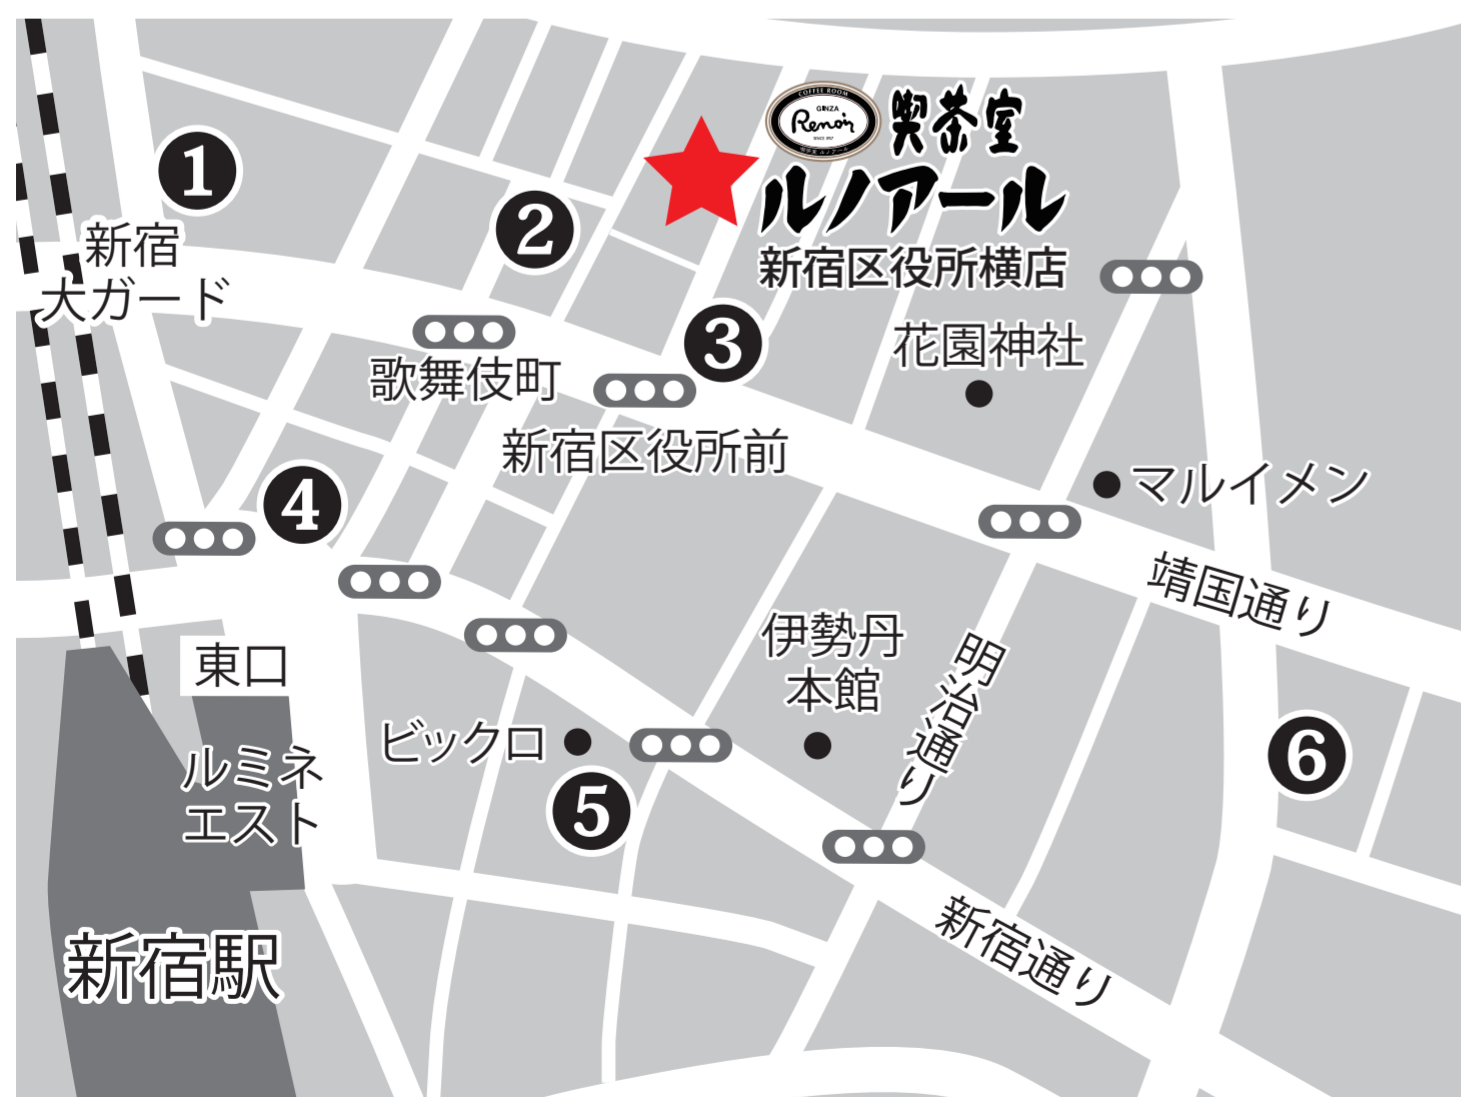 COFFEE ROOM
GINZA
Renoir
喫茶室
ルノアール
新宿区役所横店
1
新宿
大ガード
2
3
歌舞伎町
花園神社
新宿区役所前
マルイメン
4
靖国通り
東口
伊勢丹
本館
明治通り
ルミネ
エスト
ビックロ
5
6
新宿駅
新宿通り